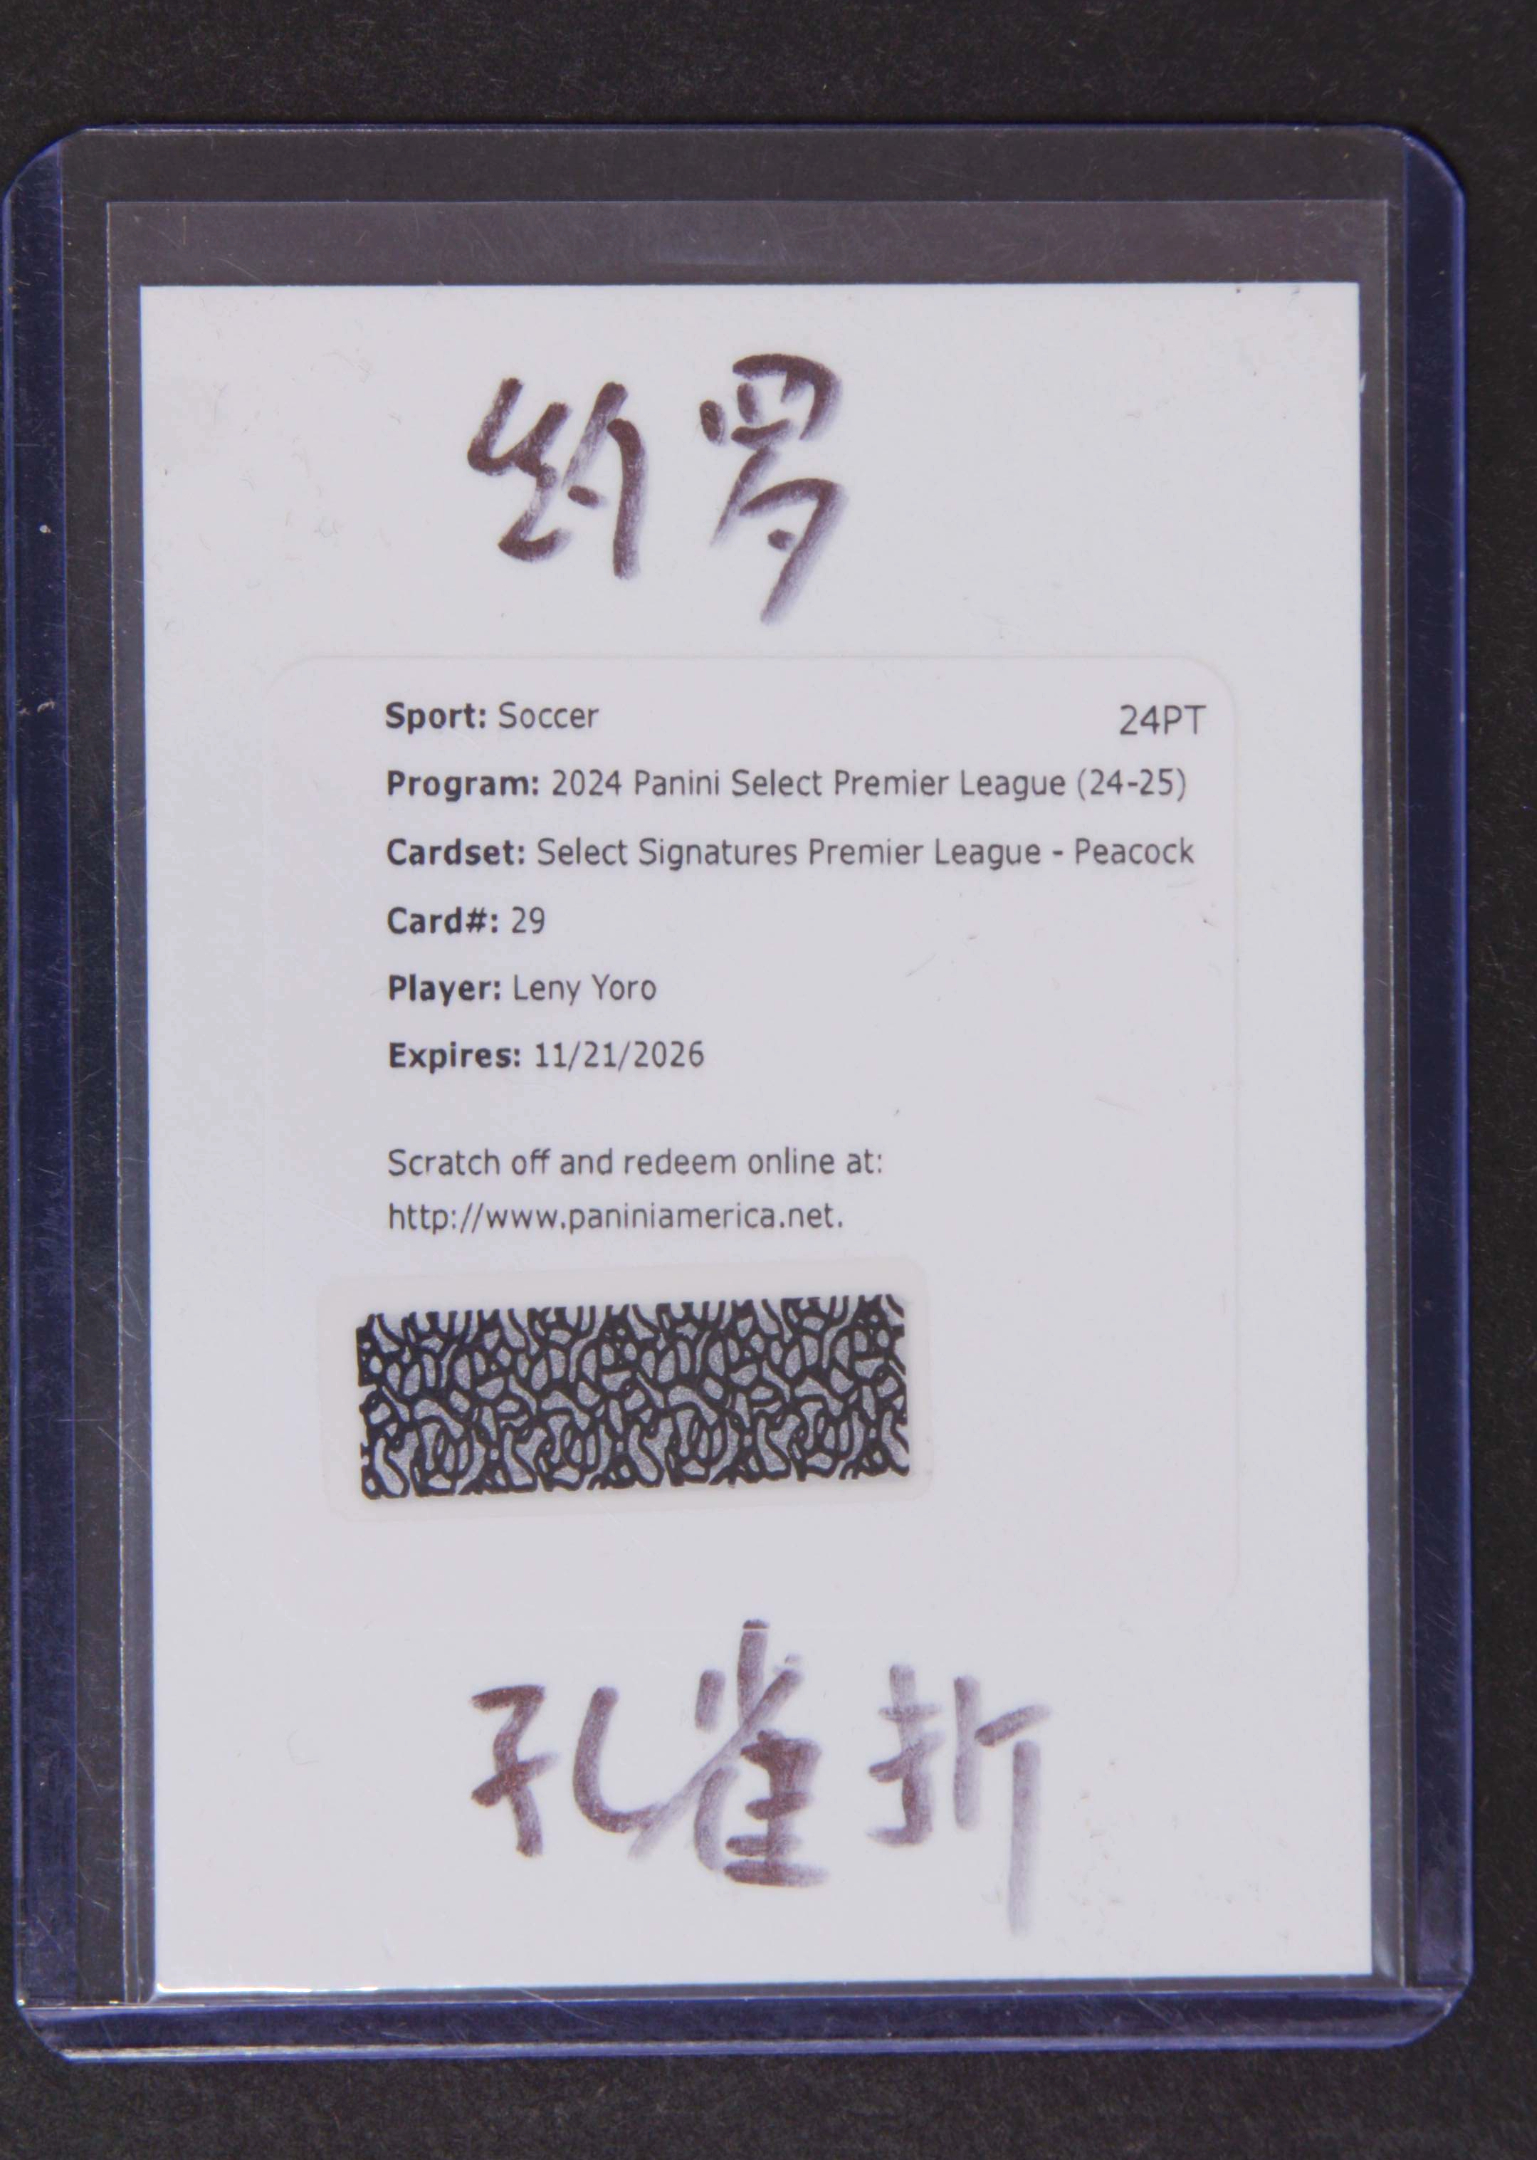 约罗
Sport: Soccer 24PT
Program: 2024 Panini Select Premier League (24-25)
Cardset: Select Signatures Premier League - Peacock
Card#: 29
Player: Leny Yoro
Expires: 11/21/2026
Scratch off and redeem online at:
http://www.paniniamerica.net.
孔雀折